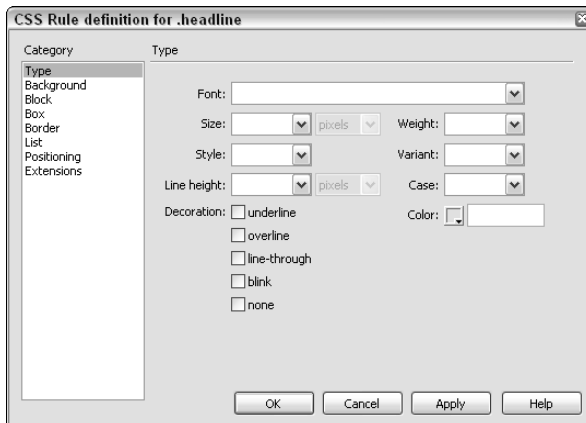 CSS Rule definition for .headline
Category
Type
Type
Background
Block
Box
Border
List
Positioning
Extensions
Font:
Size: pixels Weight:
Style: Variant:
Line height: pixels Case:
Decoration: underline Color:
overline
line-through
blink
none
OK Cancel Apply Help